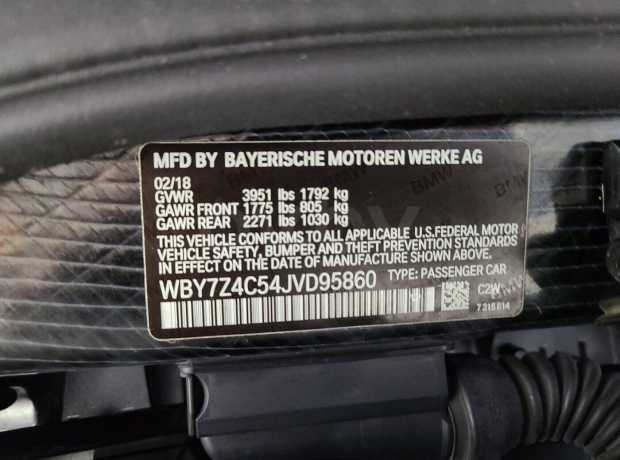 MFD BY BAYERISCHE MOTOREN WERKE AG
02/18
GVWR 3951 lbs 1792 kg
GAWR FRONT 1775 lbs 805 kg
GAWR REAR 2271 lbs 1030 kg
THIS VEHICLE CONFORMS TO ALL APPLICABLE U.S.FEDERAL MOTOR
VEHICLE SAFETY, BUMPER, AND THEFT PREVENTION STANDARDS
IN EFFECT ON THE DATE OF MANUFACTURE SHOWN ABOVE.
WBY7Z4C54JVD95860 TYPE: PASSENGER CAR
C2W
7315614
BMW